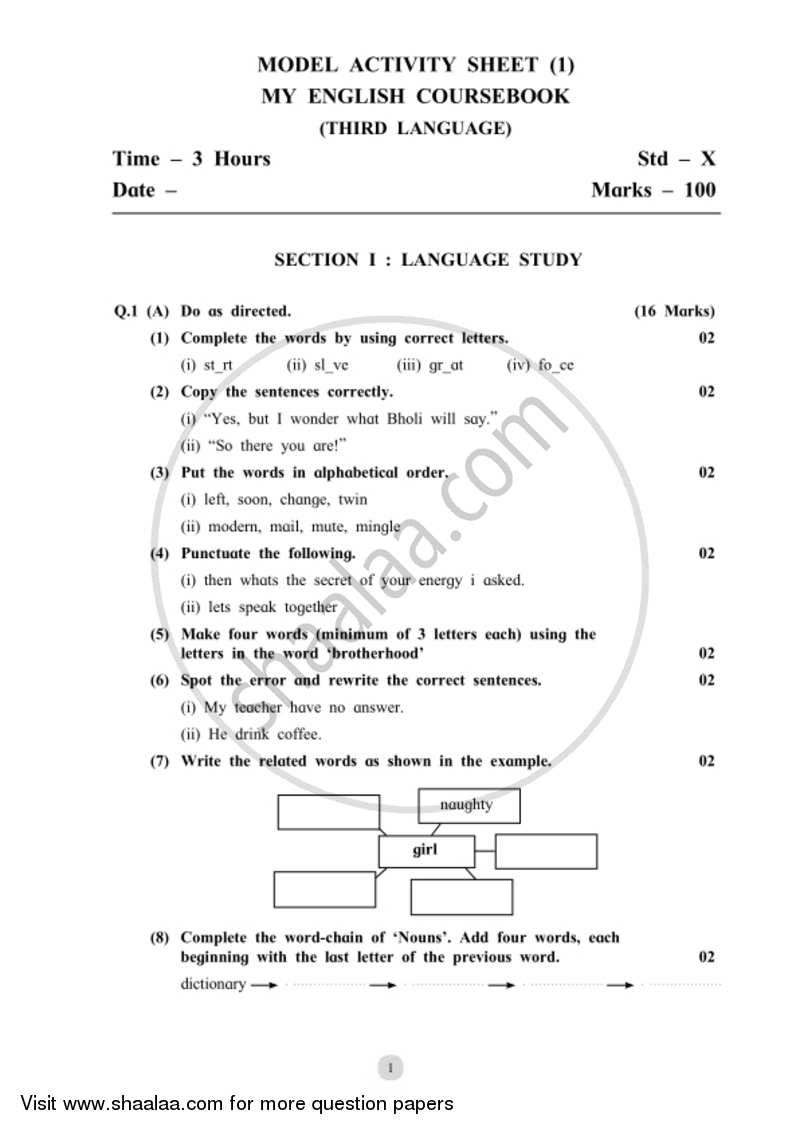 MODEL ACTIVITY SHEET (1)
MY ENGLISH COURSEBOOK
(THIRD LANGUAGE)
Time – 3 Hours Std – X
Date – Marks – 100
SECTION I : LANGUAGE STUDY
Q.1 (A) Do as directed. (16 Marks)
(1) Complete the words by using correct letters. 02
(i) st_rt (ii) sl_ve (iii) gr_at (iv) fo_ce
(2) Copy the sentences correctly. 02
(i) “Yes, but I wonder what Bholi will say.”
(ii) “So there you are!”
(3) Put the words in alphabetical order. 02
(i) left, soon, change, twin
(ii) modern, mail, mute, mingle
(4) Punctuate the following. 02
(i) then whats the secret of your energy i asked.
(ii) lets speak together
(5) Make four words (minimum of 3 letters each) using the
letters in the word ‘brotherhood’ 02
(6) Spot the error and rewrite the correct sentences. 02
(i) My teacher have no answer.
(ii) He drink coffee.
(7) Write the related words as shown in the example. 02
naughty
girl
(8) Complete the word-chain of ‘Nouns’. Add four words, each
beginning with the last letter of the previous word. 02
dictionary
1
shaalaa.com
Visit www.shaalaa.com for more question papers